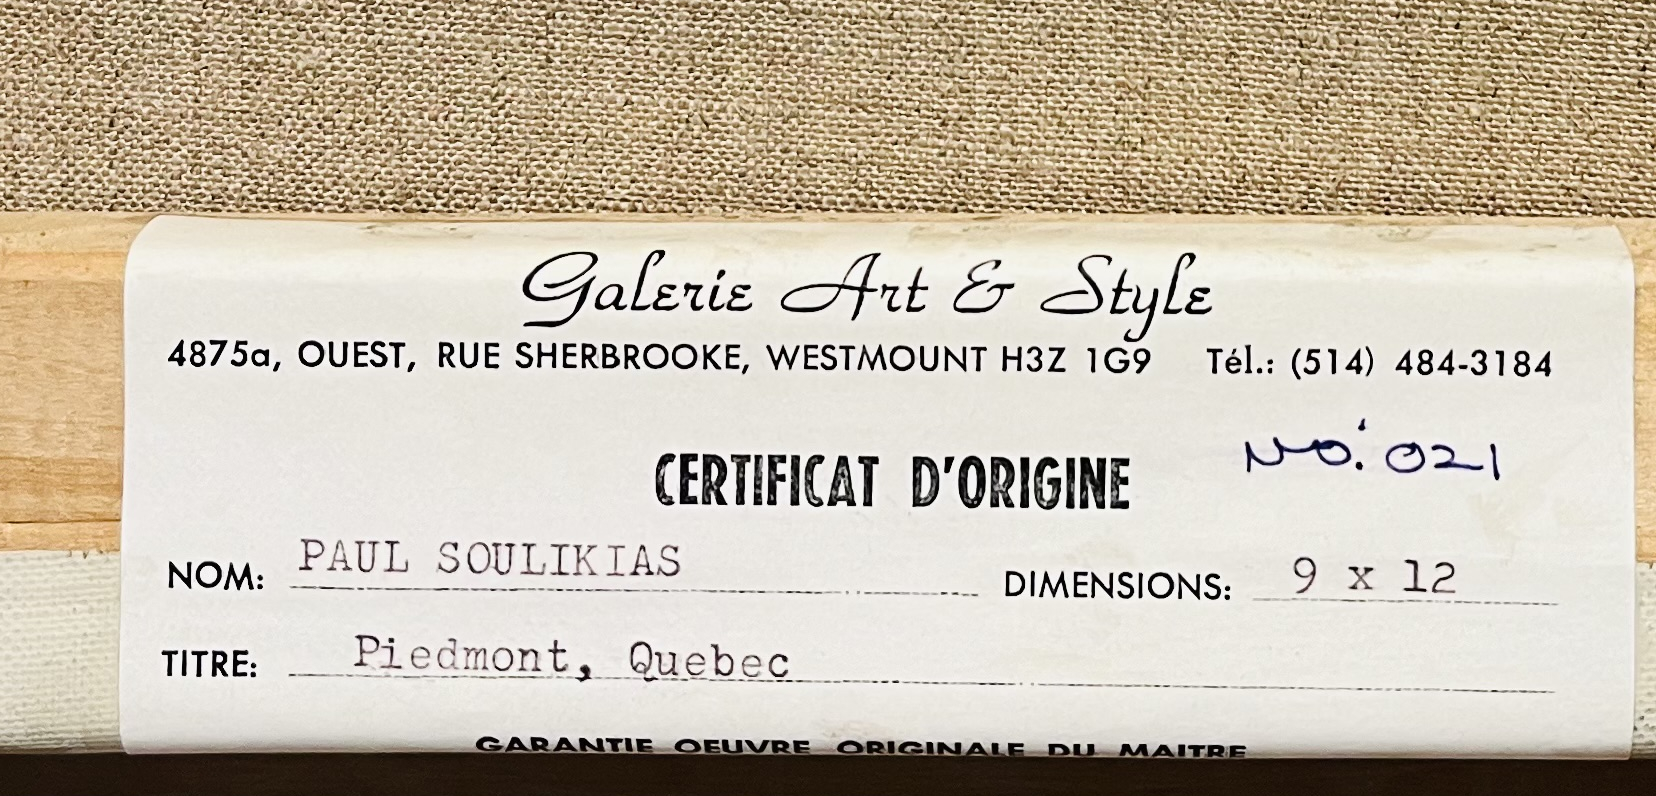 Galerie Art & Style
4875a, OUEST, RUE SHERBROOKE, WESTMOUNT H3Z 1G9 Tél.: (514) 484-3184
CERTIFICAT D'ORIGINE NO: 021
NOM: PAUL SOULIKIAS DIMENSIONS: 9 x 12
TITRE: Piedmont, Quebec
GARANTIE OEUVRE ORIGINALE DU MAITRE